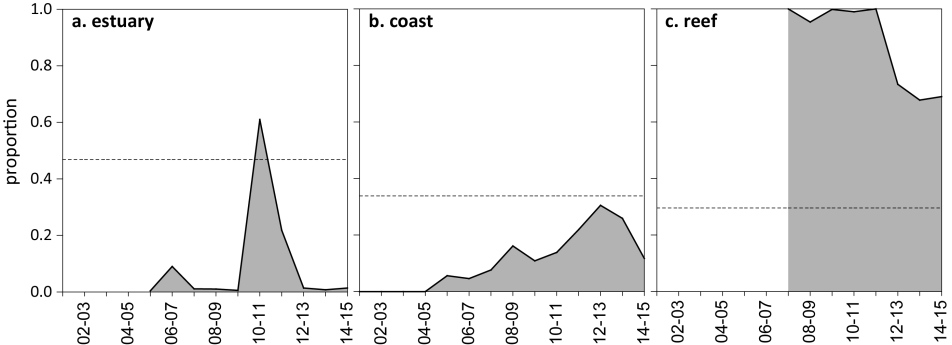 a. estuary
b. coast
c. reef
proportion
1.0
0.8
0.6
0.4
0.2
0.0
02-03 04-05 06-07 08-09 10-11 12-13 14-15
02-03 04-05 06-07 08-09 10-11 12-13 14-15
02-03 04-05 06-07 08-09 10-11 12-13 14-15